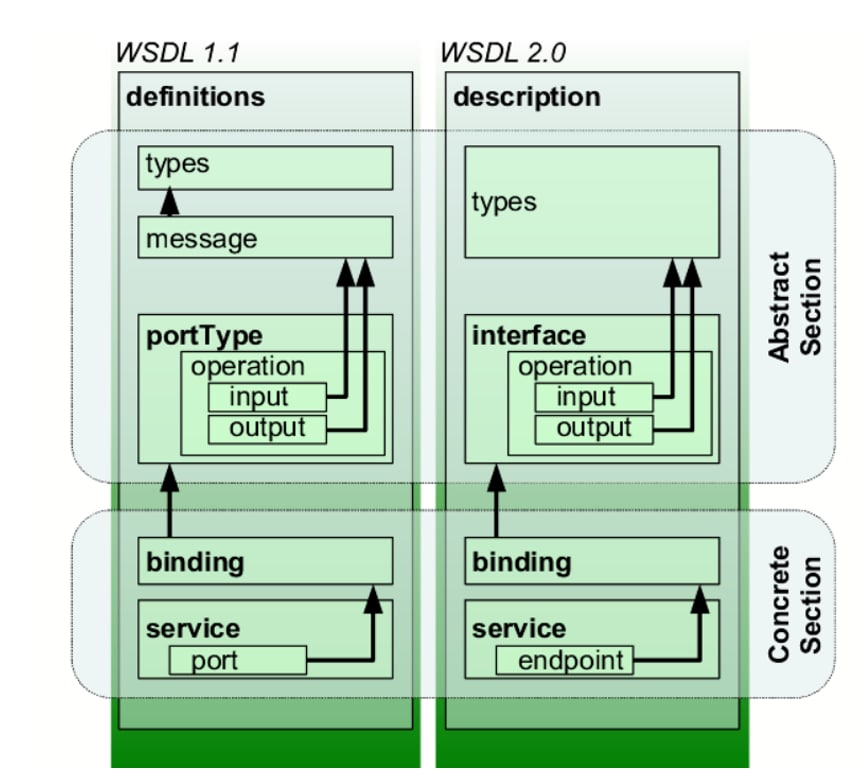 WSDL 1.1
definitions
types
message
portType
operation
input
output
binding
service
port
WSDL 2.0
description
types
interface
operation
input
output
binding
service
endpoint
Abstract
Section
Concrete
Section